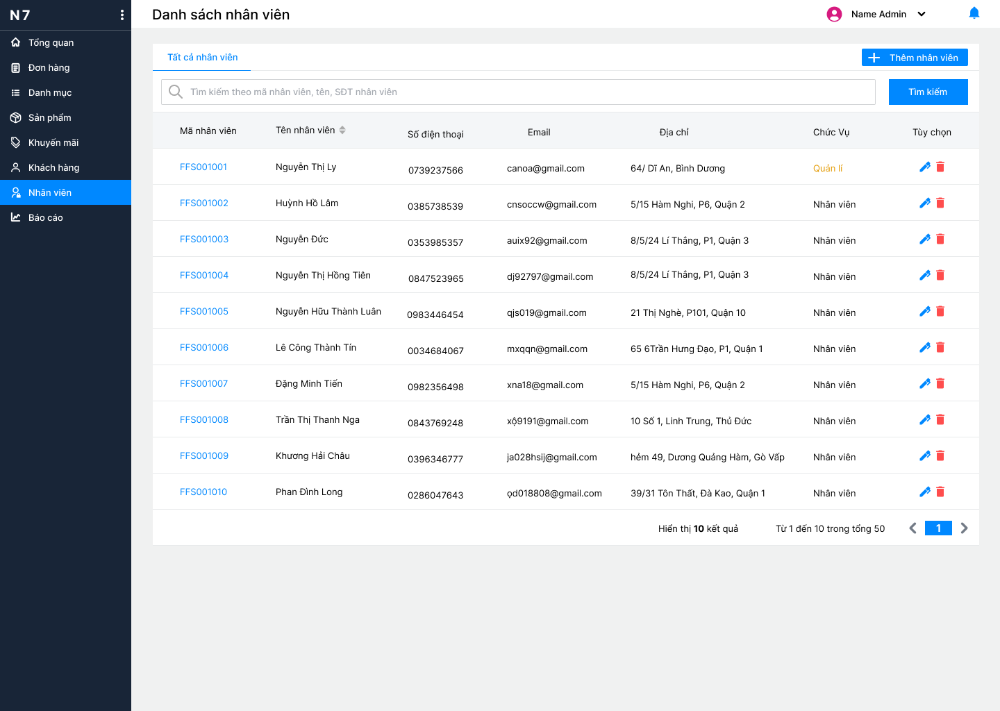 N7
Danh sách nhân viên
Name Admin
Tổng quan
Đơn hàng
Danh mục
Sản phẩm
Khuyến mãi
Khách hàng
Nhân viên
Báo cáo
Tất cả nhân viên
Thêm nhân viên
Tìm kiếm theo mã nhân viên, tên, SĐT nhân viên
Tìm kiếm
Mã nhân viên Tên nhân viên Số điện thoại Email Địa chỉ Chức Vụ Tùy chọn
FFS001001 Nguyễn Thị Ly 0739237566 canoa@gmail.com 64/ Dĩ An, Bình Dương Quản lí
FFS001002 Huỳnh Hồ Lâm 0385738539 cnsoccw@gmail.com 5/15 Hàm Nghi, P6, Quận 2 Nhân viên
FFS001003 Nguyễn Đức 0353985357 auix92@gmail.com 8/5/24 Lí Thắng, P1, Quận 3 Nhân viên
FFS001004 Nguyễn Thị Hồng Tiên 0847523965 dj92797@gmail.com 8/5/24 Lí Thắng, P1, Quận 3 Nhân viên
FFS001005 Nguyễn Hữu Thành Luân 0983446454 qjs019@gmail.com 21 Thị Nghè, P101, Quận 10 Nhân viên
FFS001006 Lê Công Thành Tín 0034684067 mxqqn@gmail.com 65 6Trần Hưng Đạo, P1, Quận 1 Nhân viên
FFS001007 Đặng Minh Tiến 0982356498 xna18@gmail.com 5/15 Hàm Nghi, P6, Quận 2 Nhân viên
FFS001008 Trần Thị Thanh Nga 0843769248 xộ9191@gmail.com 10 Số 1, Linh Trung, Thủ Đức Nhân viên
FFS001009 Khương Hải Châu 0396346777 ja028hsij@gmail.com hẻm 49, Dương Quảng Hàm, Gò Vấp Nhân viên
FFS001010 Phan Đình Long 0286047643 ọd018808@gmail.com 39/31 Tôn Thất, Đà Kao, Quận 1 Nhân viên
Hiển thị 10 kết quả Từ 1 đến 10 trong tổng 50 1